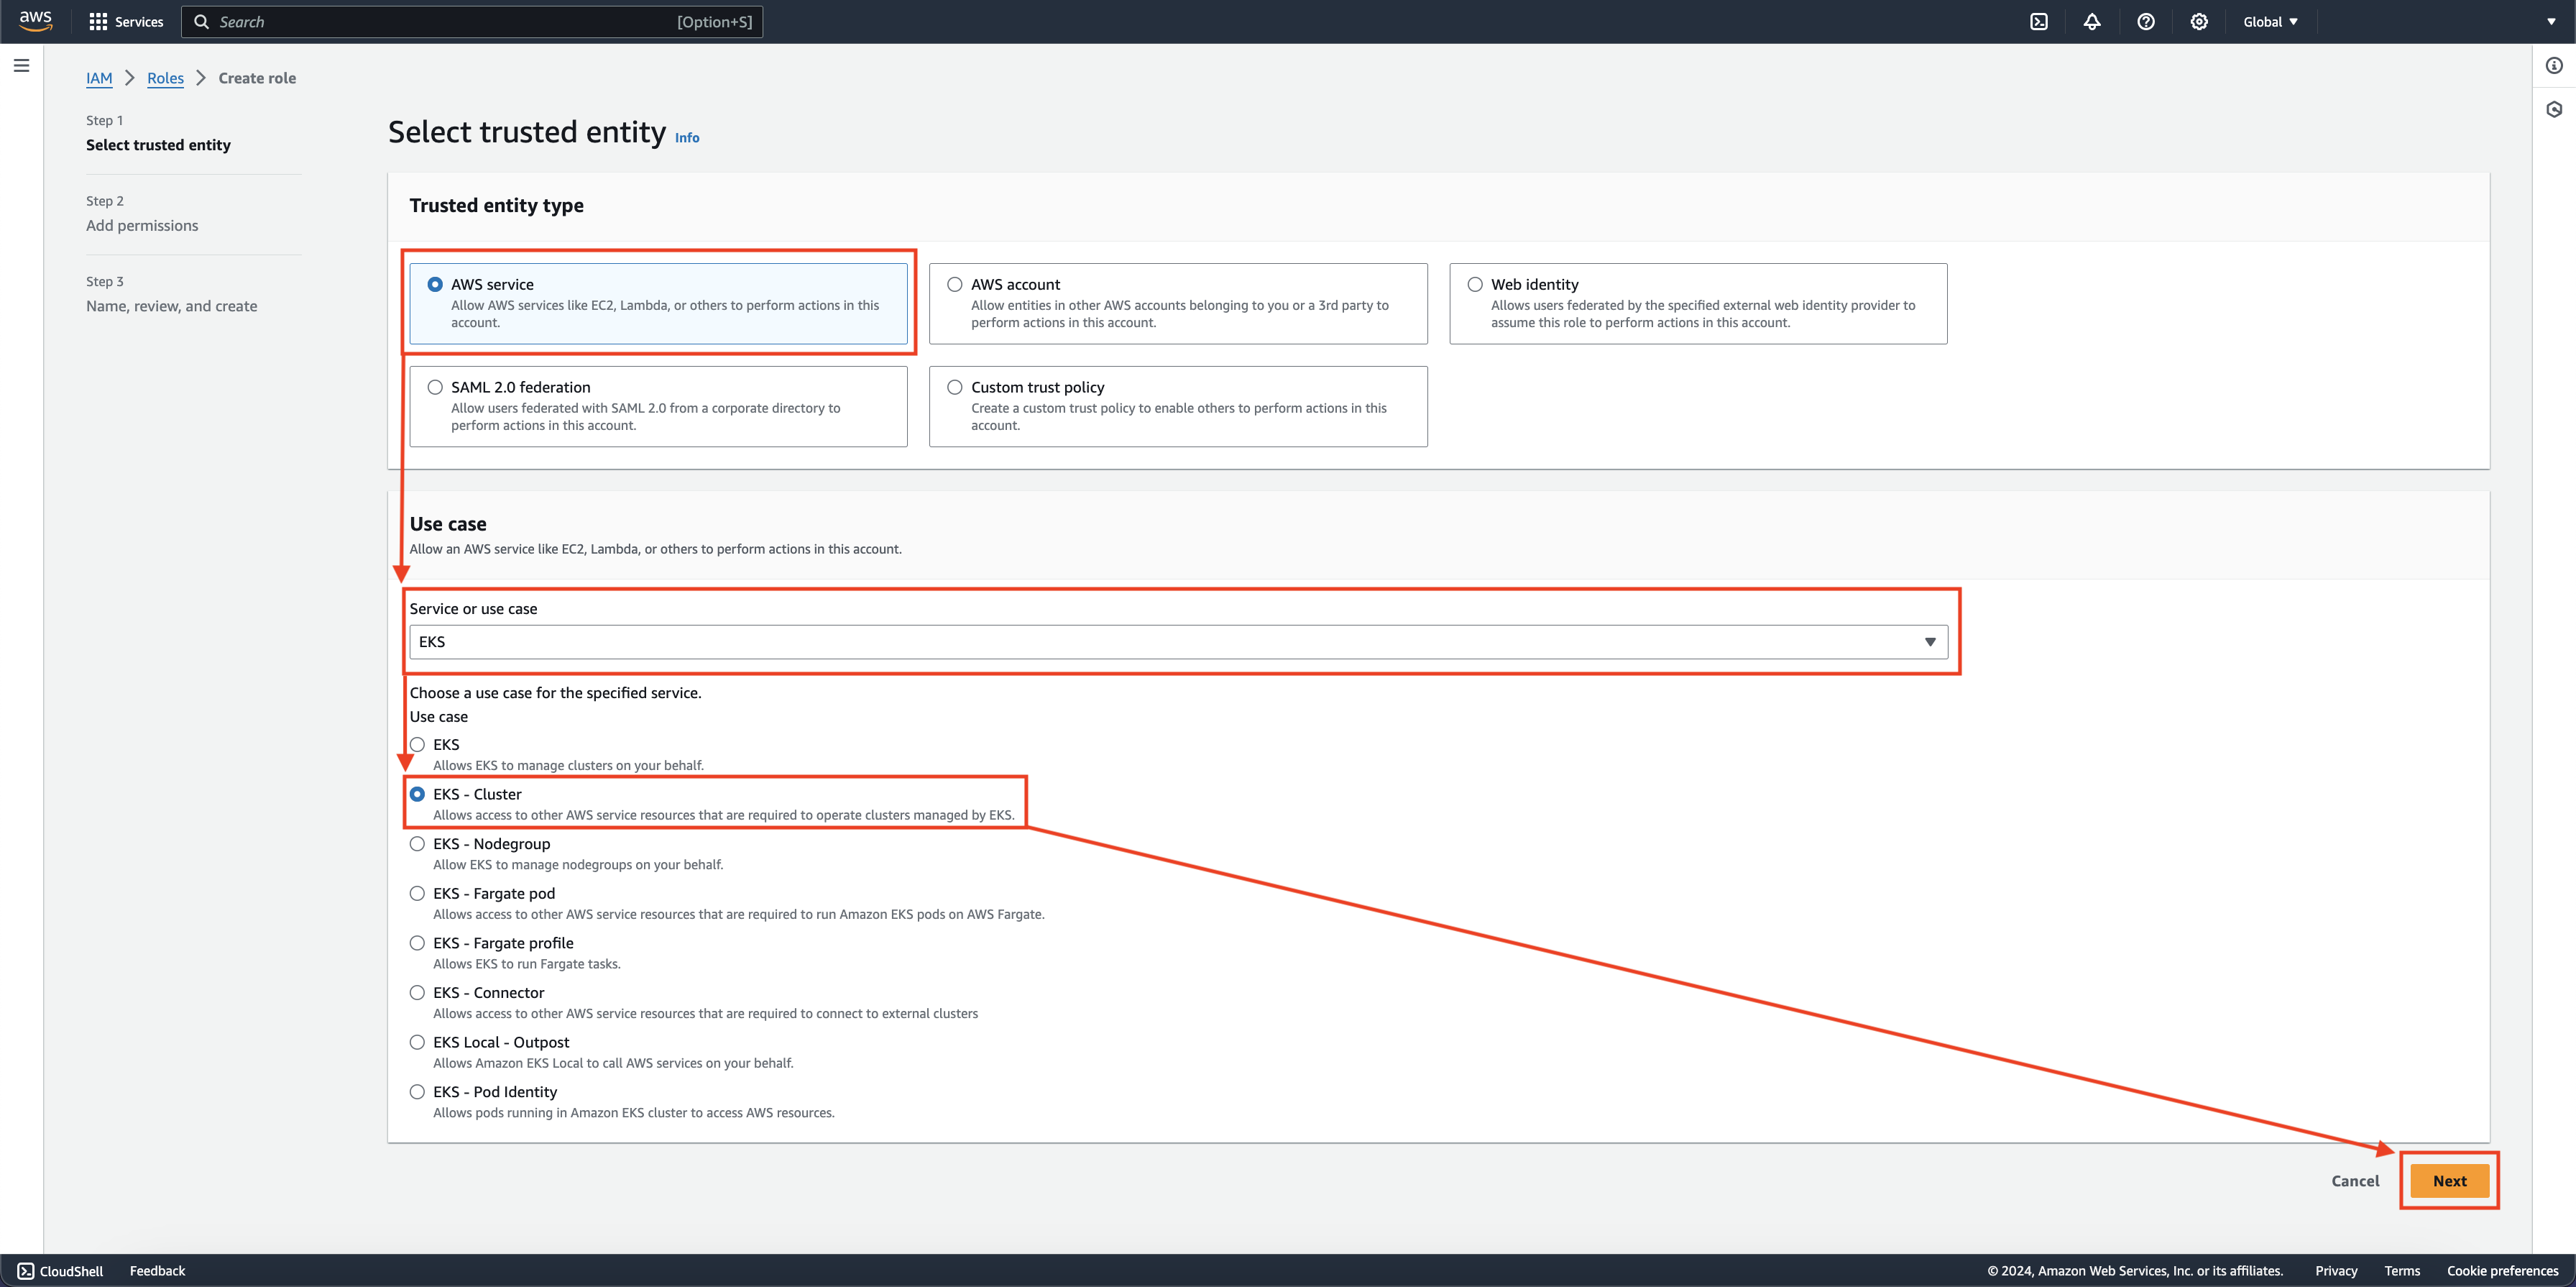 aws
Services
Search
[Option+S]
Global
IAM
Roles
Create role
Step 1
Select trusted entity
Step 2
Add permissions
Step 3
Name, review, and create
Select trusted entity Info
Trusted entity type
AWS service
Allow AWS services like EC2, Lambda, or others to perform actions in this
account.
AWS account
Allow entities in other AWS accounts belonging to you or a 3rd party to
perform actions in this account.
Web identity
Allows users federated by the specified external web identity provider to
assume this role to perform actions in this account.
SAML 2.0 federation
Allow users federated with SAML 2.0 from a corporate directory to
perform actions in this account.
Custom trust policy
Create a custom trust policy to enable others to perform actions in this
account.
Use case
Allow an AWS service like EC2, Lambda, or others to perform actions in this account.
Service or use case
EKS
Choose a use case for the specified service.
Use case
EKS
Allows EKS to manage clusters on your behalf.
EKS - Cluster
Allows access to other AWS service resources that are required to operate clusters managed by EKS.
EKS - Nodegroup
Allow EKS to manage nodegroups on your behalf.
EKS - Fargate pod
Allows access to other AWS service resources that are required to run Amazon EKS pods on AWS Fargate.
EKS - Fargate profile
Allows EKS to run Fargate tasks.
EKS - Connector
Allows access to other AWS service resources that are required to connect to external clusters
EKS Local - Outpost
Allows Amazon EKS Local to call AWS services on your behalf.
EKS - Pod Identity
Allows pods running in Amazon EKS cluster to access AWS resources.
Cancel
Next
CloudShell
Feedback
© 2024, Amazon Web Services, Inc. or its affiliates.
Privacy
Terms
Cookie preferences